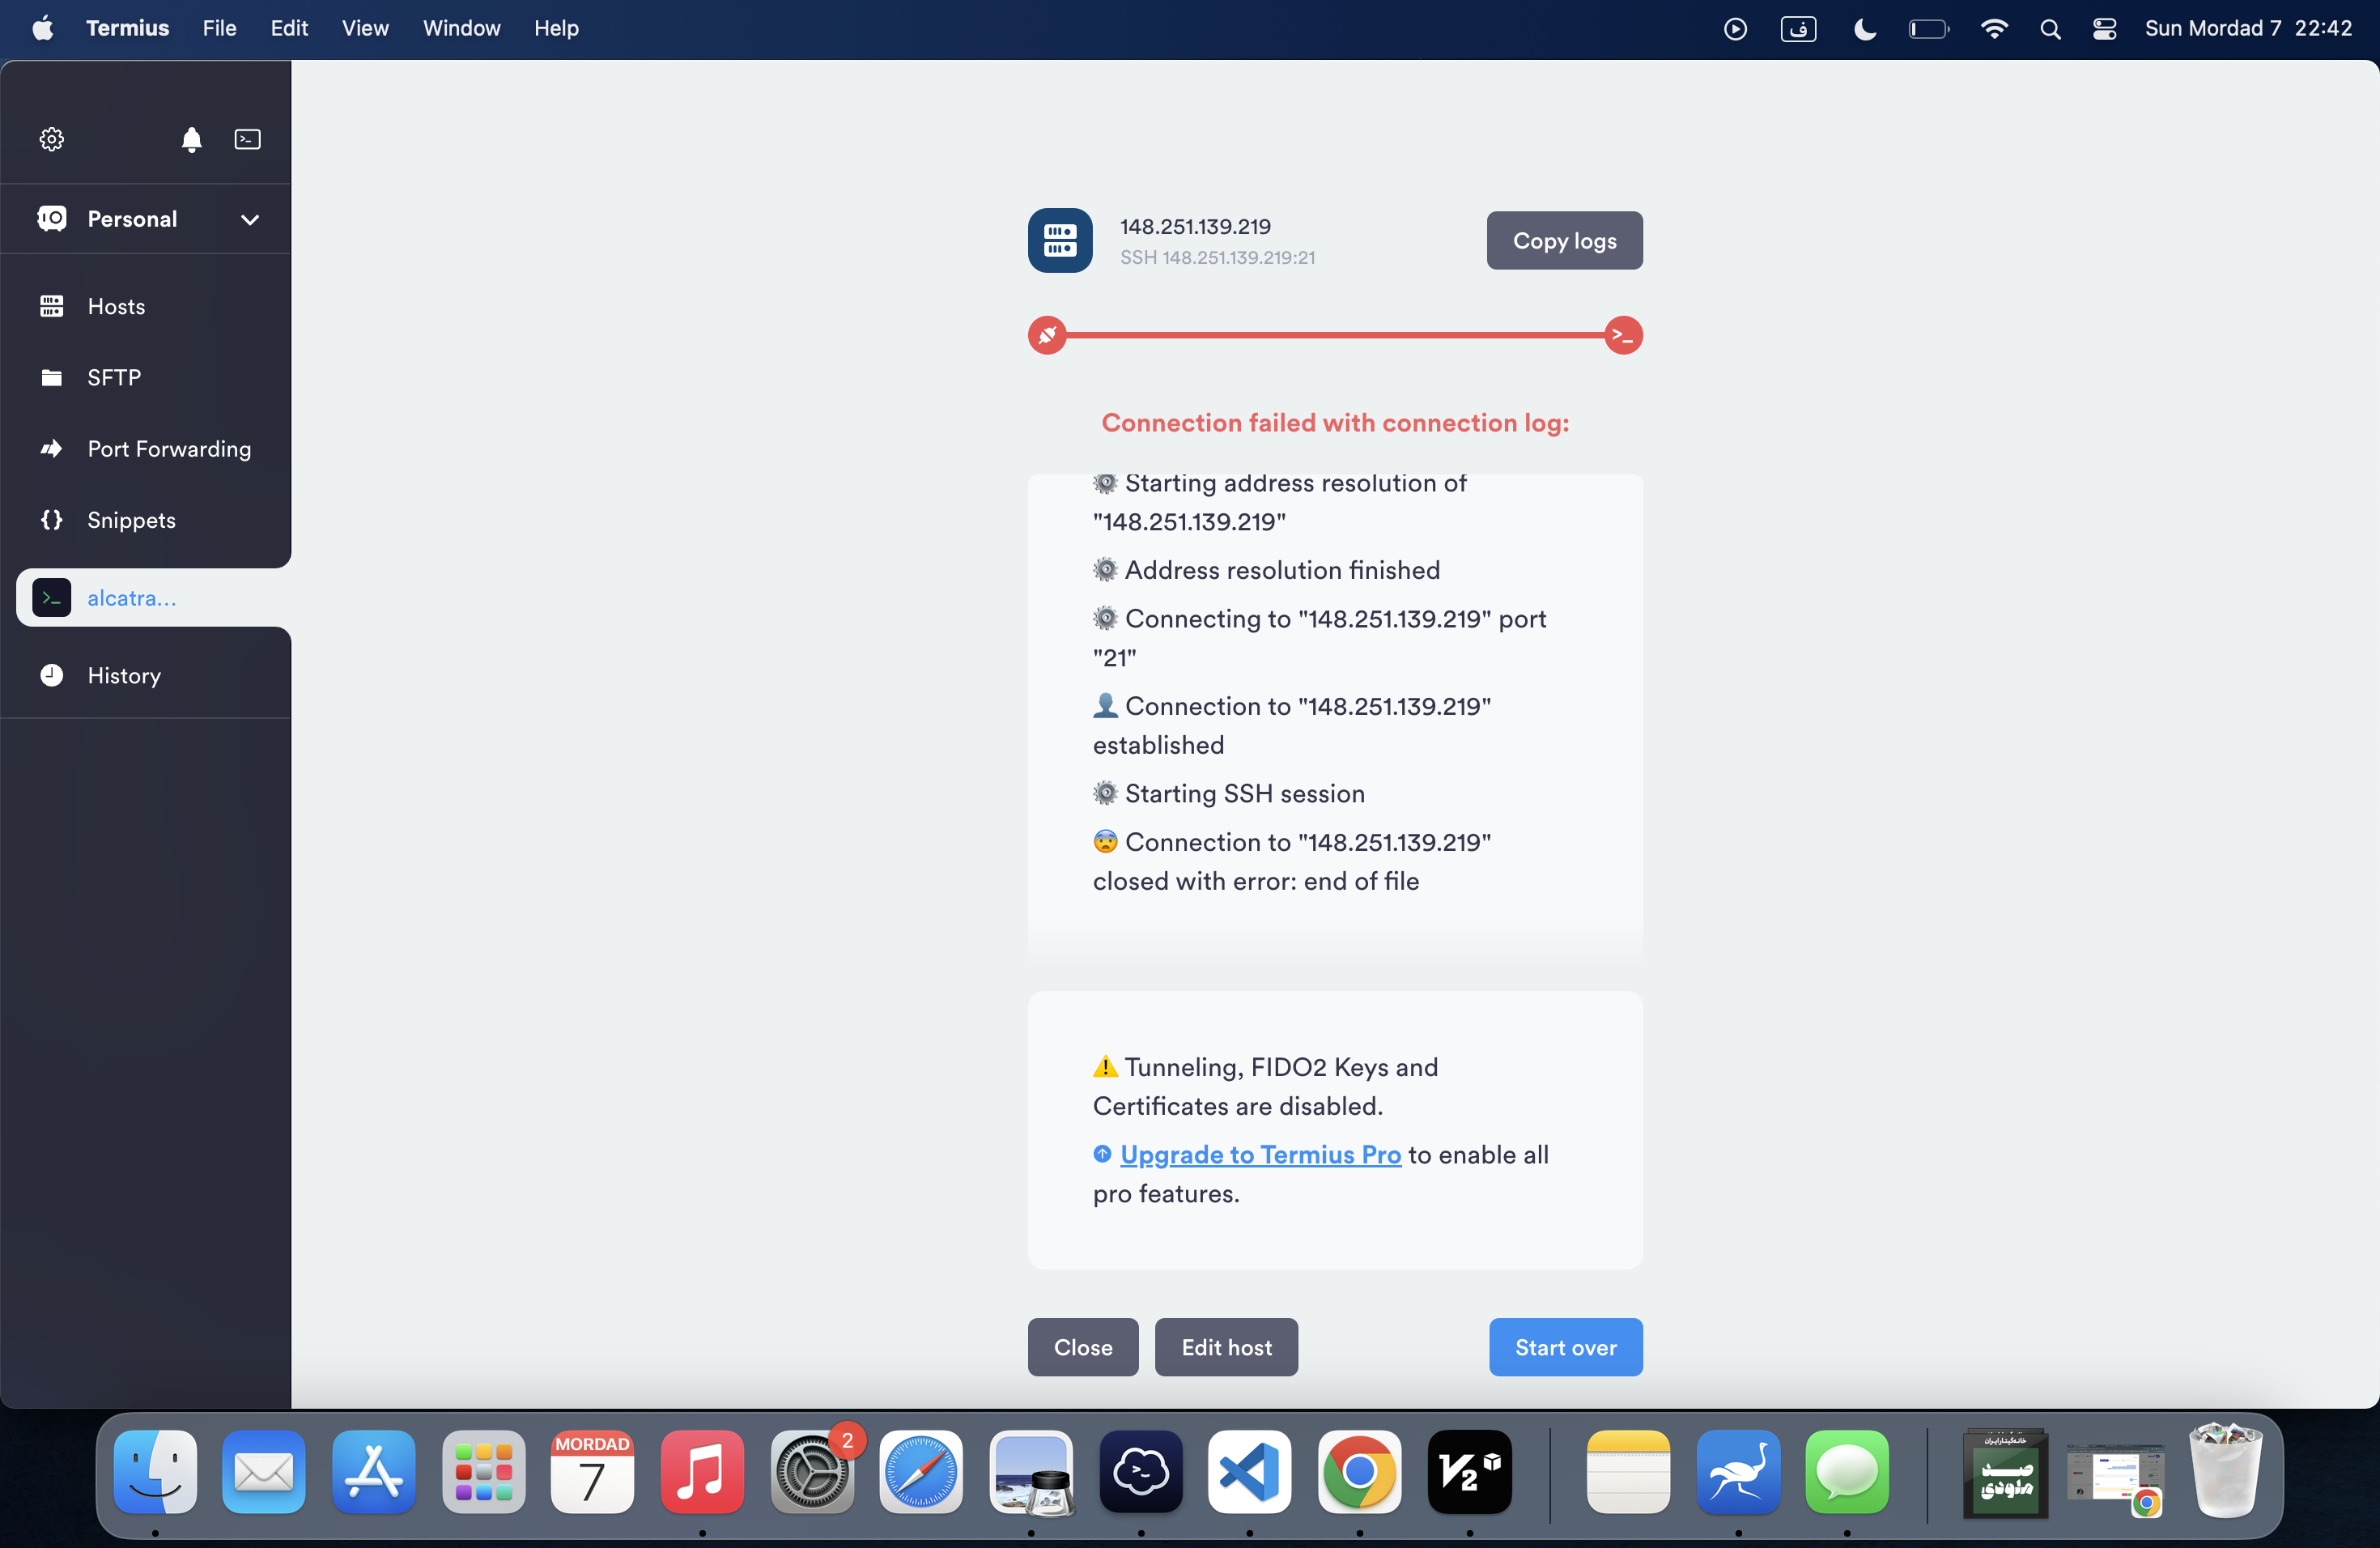 Termius File Edit View Window Help
ف
Sun Mordad 7 22:42
Personal
Hosts
SFTP
Port Forwarding
Snippets
alcatra...
History
148.251.139.219
SSH 148.251.139.219:21
Copy logs
Connection failed with connection log:
Starting address resolution of
"148.251.139.219"
Address resolution finished
Connecting to "148.251.139.219" port
"21"
Connection to "148.251.139.219"
established
Starting SSH session
Connection to "148.251.139.219"
closed with error: end of file
Tunneling, FIDO2 Keys and
Certificates are disabled.
Upgrade to Termius Pro to enable all
pro features.
Close
Edit host
Start over
MORDAD
7
2
V2